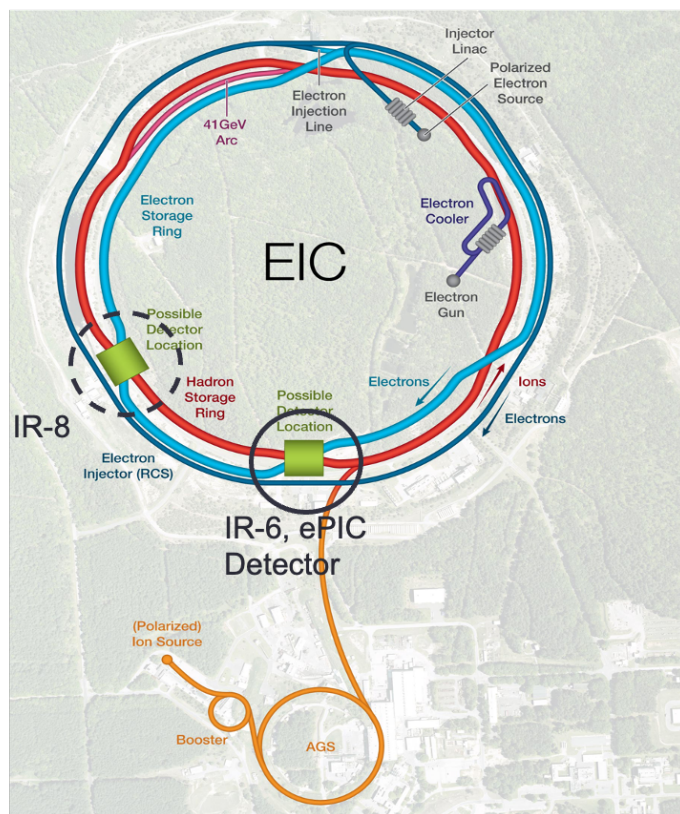 Injector
Linac
Polarized
Electron
Source
Electron
Injection
Line
41GeV
Arc
Electron
Storage
Ring
Electron
Cooler
EIC
Electron
Gun
Possible
Detector
Location
IR-8
Hadron
Storage
Ring
Possible
Detector
Location
Electrons
Ions
Electrons
Electron
Injector (RCS)
IR-6, ePIC
Detector
(Polarized)
Ion Source
Booster
AGS